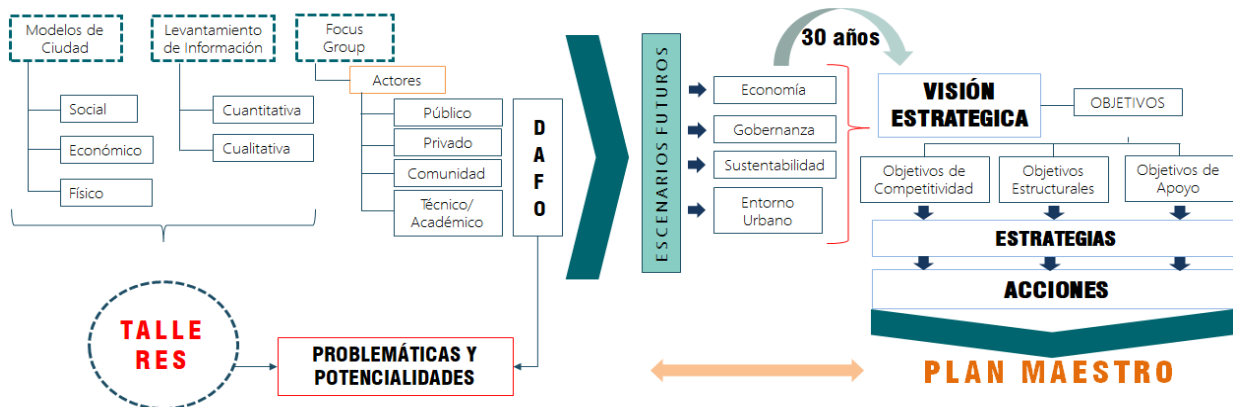 Modelos de
Ciudad
Social
Económico
Físico
Levantamiento
de Información
Cuantitativa
Cualitativa
Focus
Group
Actores
Público
Privado
Comunidad
Técnico/
Académico
DAFO
TALLE
RES
PROBLEMÁTICAS Y
POTENCIALIDADES
ESCENARIOS FUTUROS
30 años
Economía
Gobernanza
Sustentabilidad
Entorno
Urbano
VISIÓN
ESTRATEGICA
OBJETIVOS
Objetivos de
Competitividad
Objetivos
Estructurales
Objetivos de
Apoyo
ESTRATEGIAS
ACCIONES
PLAN MAESTRO